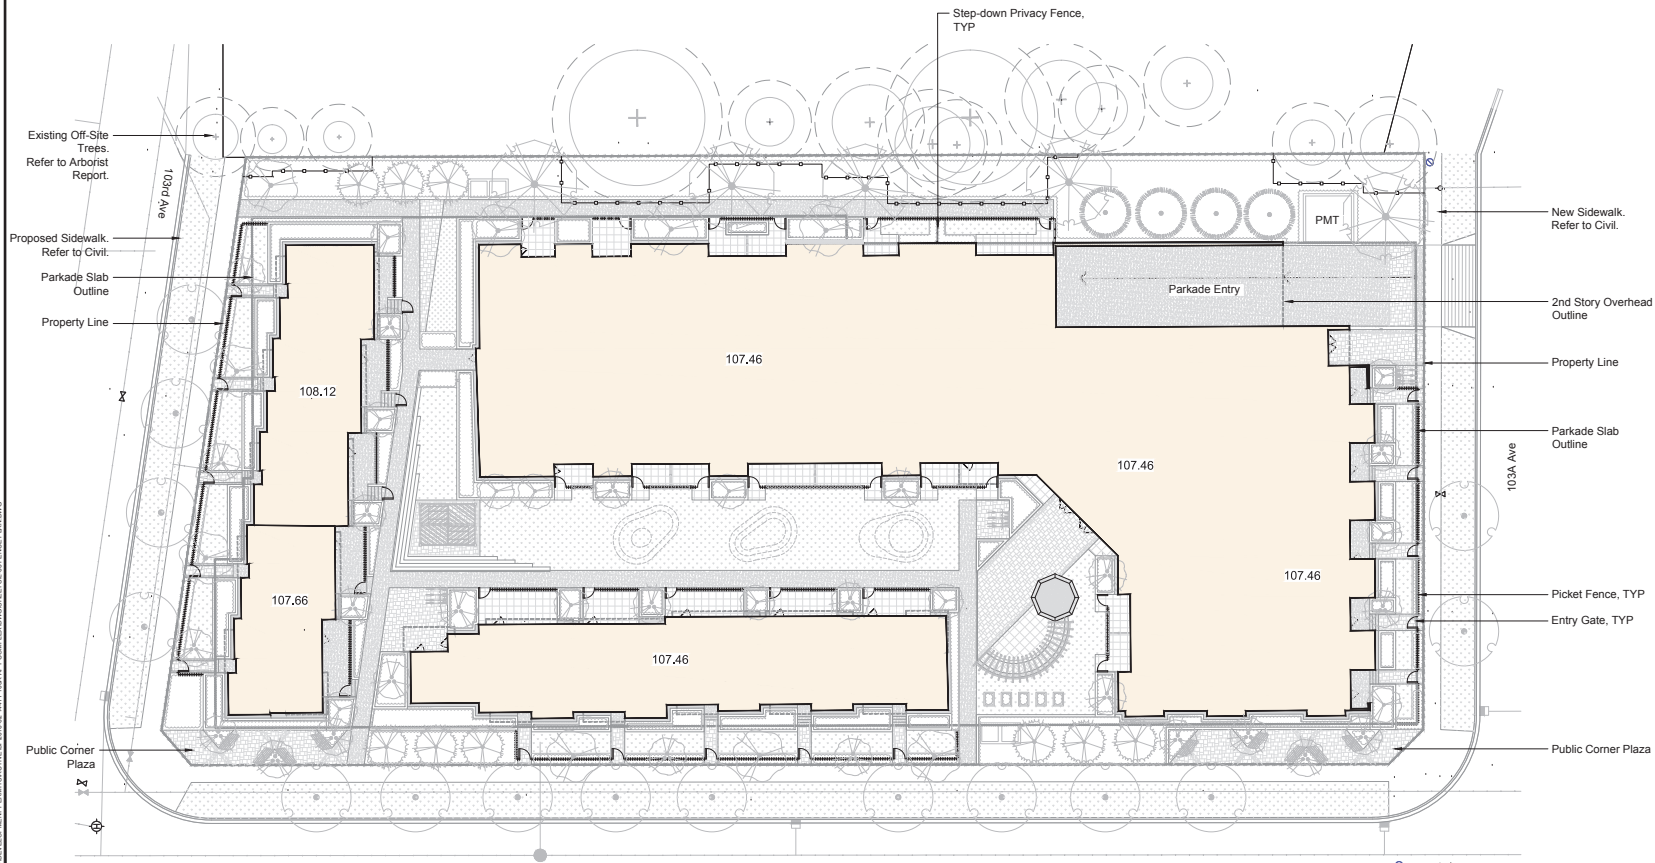 Step-down Privacy Fence,
TYP
Existing Off-Site
Trees.
Refer to Arborist
Report.
103rd Ave
Proposed Sidewalk.
Refer to Civil.
Parkade Slab
Outline
Property Line
PMT
New Sidewalk.
Refer to Civil.
Parkade Entry
2nd Story Overhead
Outline
107.46
108.12
Property Line
Parkade Slab
Outline
107.46
103A Ave
107.46
107.66
Picket Fence, TYP
Entry Gate, TYP
107.46
Public Corner
Plaza
Public Corner Plaza